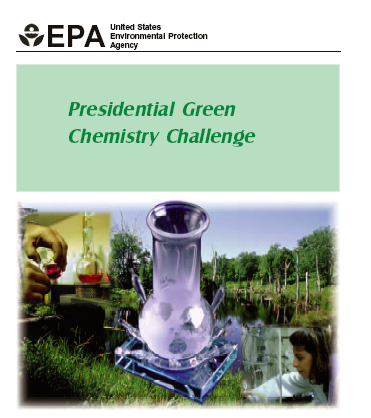 EPA
United States
Environmental Protection
Agency
Presidential Green
Chemistry Challenge